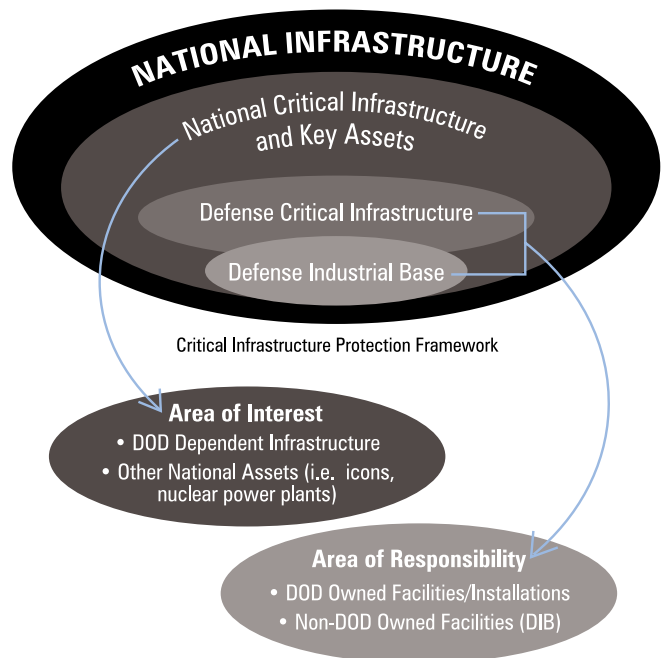 NATIONAL INFRASTRUCTURE
National Critical Infrastructure
and Key Assets
Defense Critical Infrastructure
Defense Industrial Base
Critical Infrastructure Protection Framework
Area of Interest
• DOD Dependent Infrastructure
• Other National Assets (i.e. icons,
nuclear power plants)
Area of Responsibility
• DOD Owned Facilities/Installations
• Non-DOD Owned Facilities (DIB)